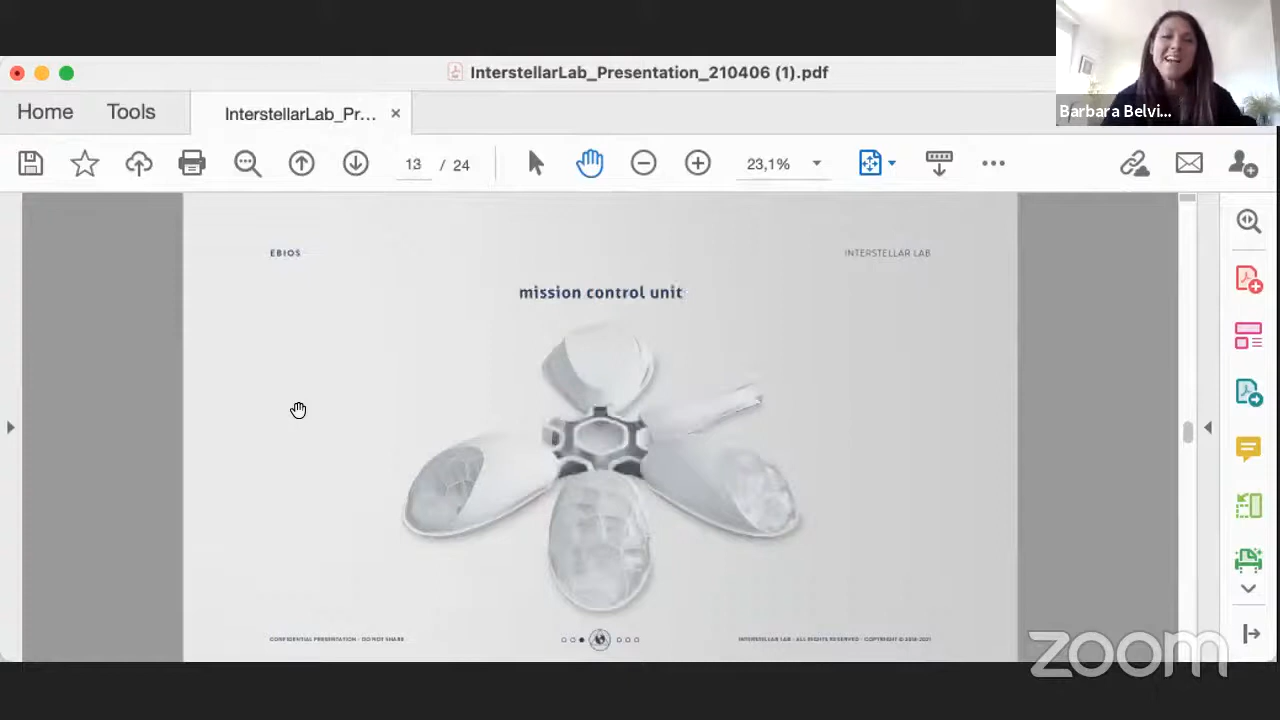 InterstellarLab_Presentation_210406 (1).pdf
Barbara Belvi...
Home
Tools
InterstellarLab_Pr...
13 / 24
23,1%
EBIOS
INTERSTELLAR LAB
mission control unit
CONFIDENTIAL PRESENTATION - DO NOT SHARE
INTERSTELLAR LAB - ALL RIGHTS RESERVED - COPYRIGHT © 2018-2021
zoom